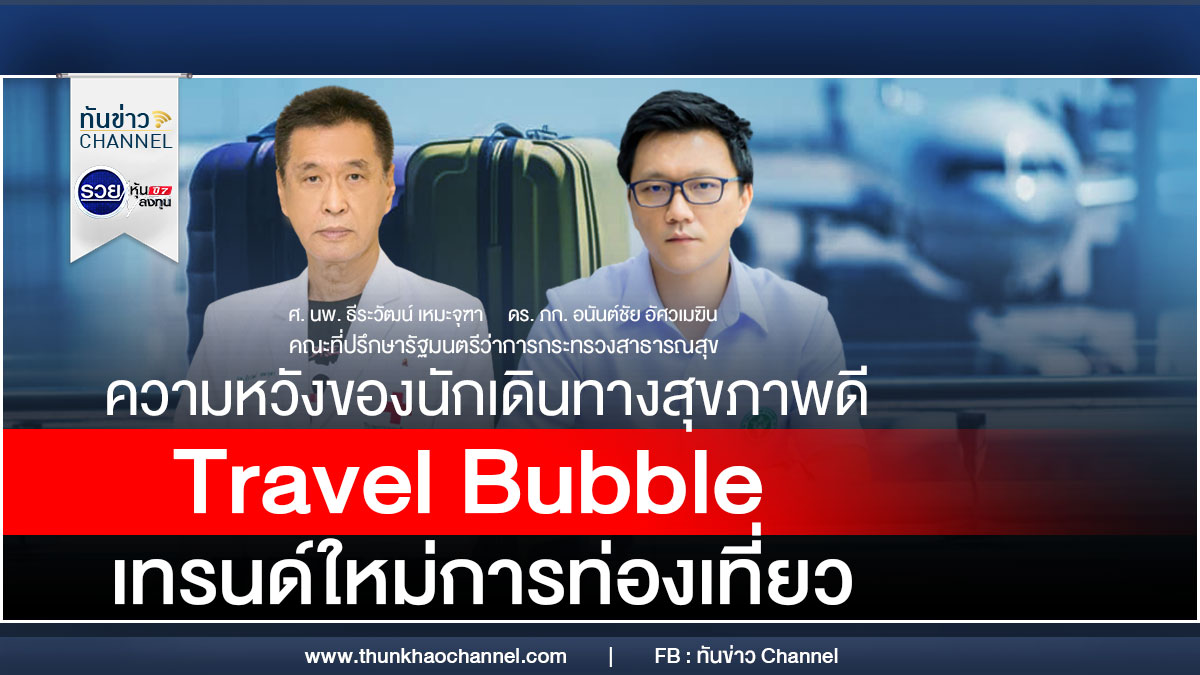 ทันข่าว
CHANNEL
รวย หุ้น ปี7
ลงทุน
ศ. นพ. ธีระวัฒน์ เหมะจุฑา ดร. ภก. อนันต์ชัย อัศวเมฆิน
คณะที่ปรึกษารัฐมนตรีว่าการกระทรวงสาธารณสุข
ความหวังของนักเดินทางสุขภาพดี
Travel Bubble
เทรนด์ใหม่การท่องเที่ยว
www.thunkhaochannel.com | FB : ทันข่าว Channel